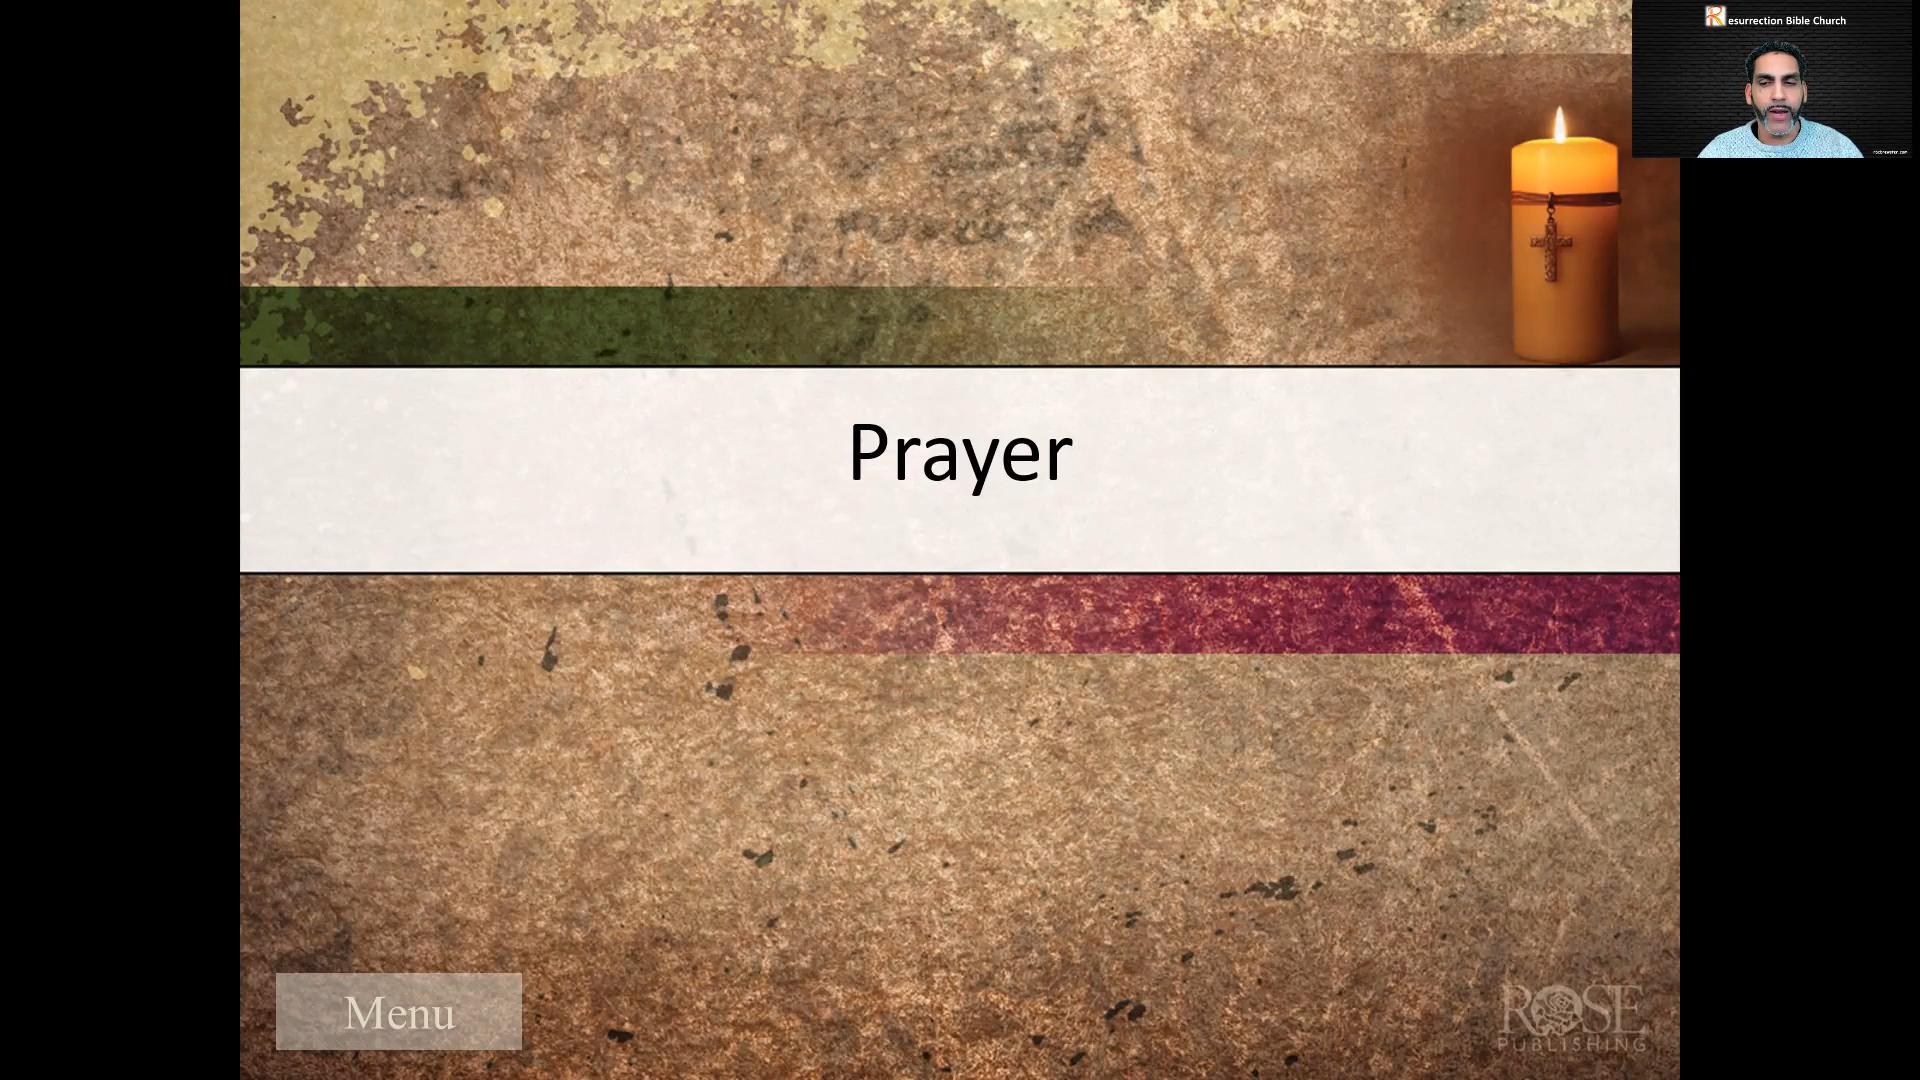 Resurrection Bible Church
Prayer
Menu
ROSE
PUBLISHING